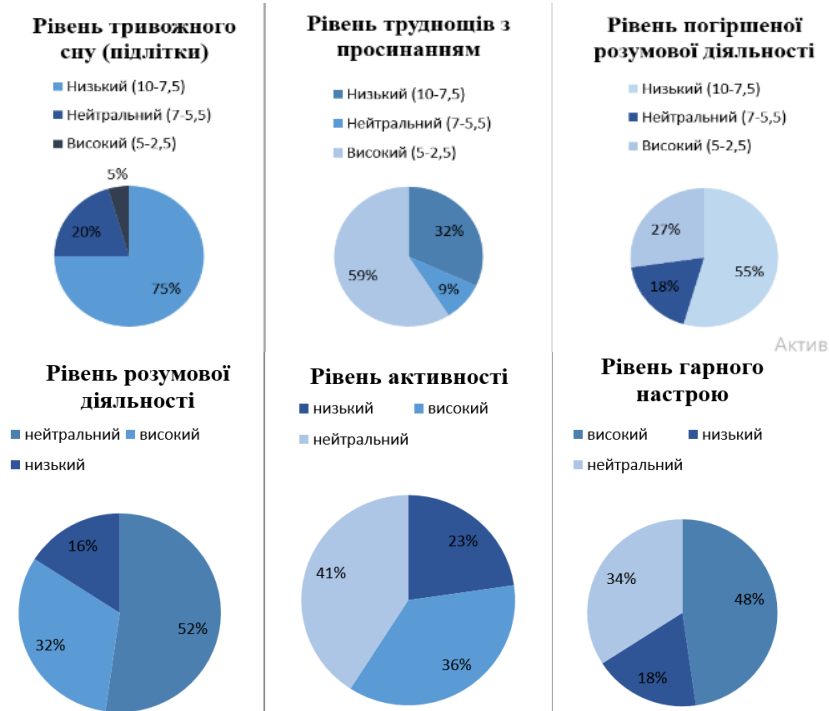 Рівень тривожного
сну (підлітки)
Низький (10-7,5)
Нейтральний (7-5,5)
Високий (5-2,5)
5%
20%
75%
Рівень труднощів з
просинанням
Низький (10-7,5)
Нейтральний (7-5,5)
Високий (5-2,5)
32%
59%
9%
Рівень погіршеної
розумової діяльності
Низький (10-7,5)
Нейтральний (7-5,5)
Високий (5-2,5)
27%
18%
55%
Актив
Рівень розумової
діяльності
нейтральний високий
низький
16%
32%
52%
Рівень активності
низький високий
нейтральний
23%
41%
36%
Рівень гарного
настрою
високий низький
нейтральний
34%
48%
18%